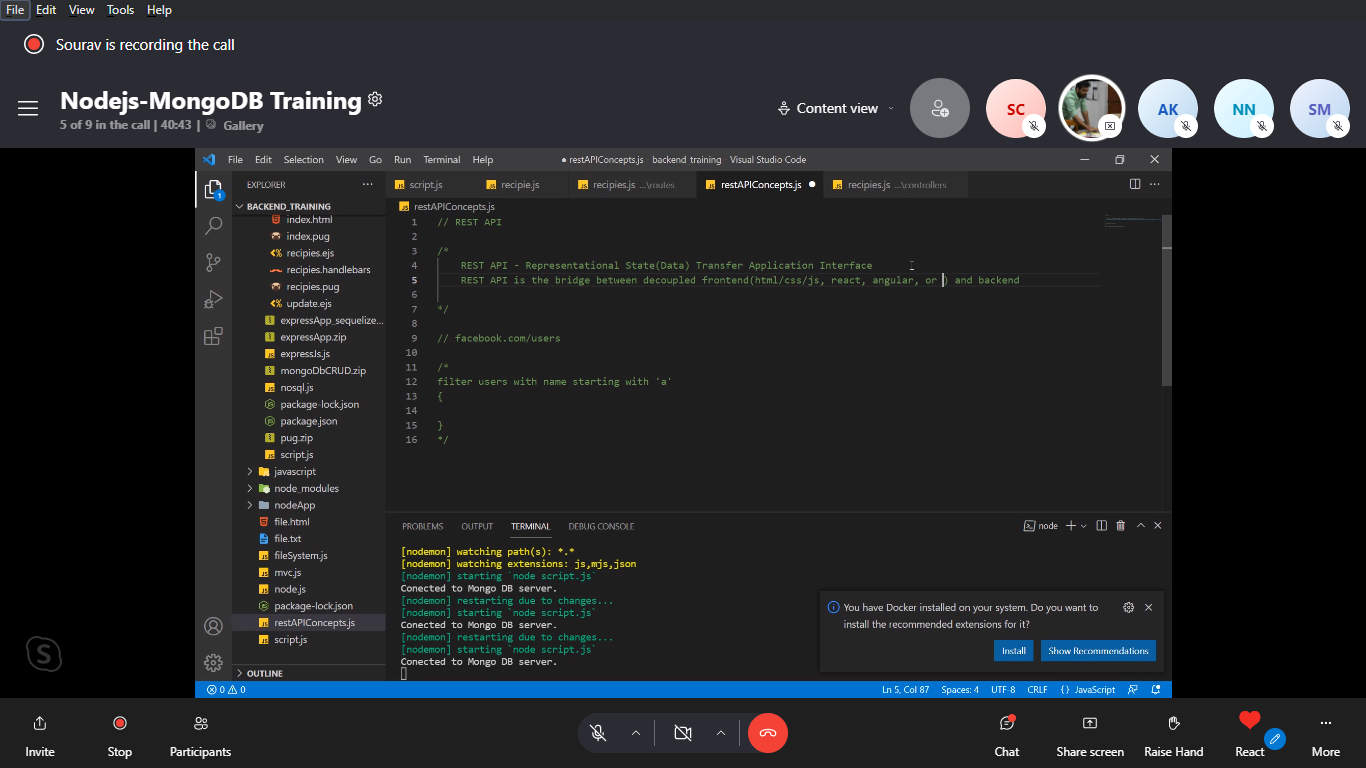 File Edit View Tools Help
Sourav is recording the call
Nodejs-MongoDB Training
5 of 9 in the call | 40:43 | Gallery
Content view
SC
AK
NN
SM
File Edit Selection View Go Run Terminal Help
● restAPIConcepts.js backend training Visual Studio Code
EXPLORER
script.js
recipie.js
recipies.js ...\routes
restAPIConcepts.js
recipies.js ...\controllers
1
BACKEND_TRAINING
index.html
index.pug
recipies.ejs
recipies.handlebars
recipies.pug
update.ejs
expressApp_sequelize...
expressApp.zip
expressJs.js
mongoDbCRUD.zip
nosql.js
package-lock.json
package.json
pug.zip
script.js
javascript
node_modules
nodeApp
file.html
file.txt
fileSystem.js
mvc.js
node.js
package-lock.json
restAPIConcepts.js
script.js
OUTLINE
restAPIConcepts.js
1 // REST API
2
3 /*
4 REST API - Representational State(Data) Transfer Application Interface
5 REST API is the bridge between decoupled frontend(html/css/js, react, angular, or ) and backend
6
7 */
8
9 // facebook.com/users
10
11 /*
12 filter users with name starting with 'a'
13 {
14
15 }
16 */
PROBLEMS OUTPUT TERMINAL DEBUG CONSOLE
node
[nodemon] watching path(s): *.*
[nodemon] watching extensions: js,mjs,json
[nodemon] starting `node script.js`
Conected to Mongo DB server.
[nodemon] restarting due to changes...
[nodemon] starting `node script.js`
Conected to Mongo DB server.
[nodemon] restarting due to changes...
[nodemon] starting `node script.js`
Conected to Mongo DB server.
You have Docker installed on your system. Do you want to
install the recommended extensions for it?
Install
Show Recommendations
0 0
Ln 5, Col 87 Spaces: 4 UTF-8 CRLF {} JavaScript
S
Invite
Stop
Participants
Chat
Share screen
Raise Hand
React
More